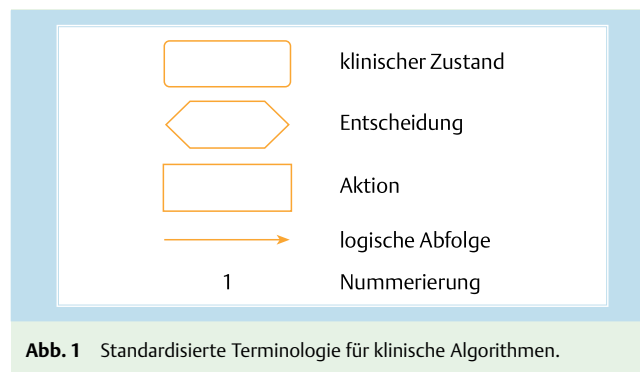 klinischer Zustand
Entscheidung
Aktion
logische Abfolge
1 Nummerierung
Abb. 1 Standardisierte Terminologie für klinische Algorithmen.